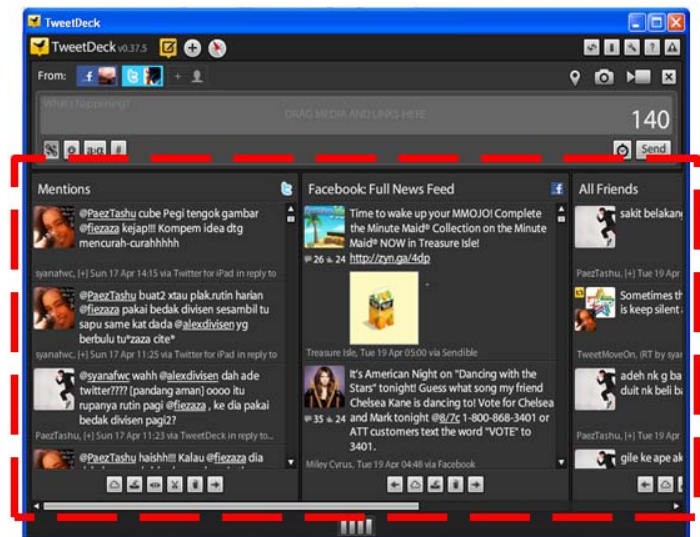 TweetDeck
TweetDeck v0.37.5
From:
What's happening?
DRAG MEDIA AND LINKS HERE
140
Send
Mentions
@PaezTashu cube Pegi tengok gambar
@fiezaza kejap!!! Kompem idea dtg
mencurah-curahhhhh
syanafwc, [+] Sun 17 Apr 14:15 via Twitter for iPad in reply to
@PaezTashu buat2 xtau plak.rutin harian
@fiezaza pakai bedak divisen sesambil tu
sapu same kat dada @alexdivisen yg
berbulu tu*zaza cite*
syanafwc, [+] Sun 17 Apr 11:25 via Twitter for iPad in reply to
@syanafwc wahh @alexdivisen dah ade
twitter???? [pandang aman] oooo itu
rupanya rutin pagi @fiezaza , ke dia pakai
bedak divisen pagi2?
PaezTashu, [+] Sun 17 Apr 11:23 via TweetDeck in reply to...
@PaezTashu haishh!!! Kalau @fiezaza dia
Facebook: Full News Feed
Time to wake up your MMOJO! Complete
the Minute Maid® Collection on the Minute
Maid® NOW in Treasure Isle!
26 24 http://zyn.ga/4dp
Treasure Isle, Tue 19 Apr 05:00 via Sendible
It's American Night on "Dancing with the
Stars" tonight! Guess what song my friend
Chelsea Kane is dancing to! Vote for Chelsea
35 24 and Mark tonight @8/7c 1-800-868-3401 or
ATT customers text the word "VOTE" to
3401.
Miley Cyrus, Tue 19 Apr 04:48 via Facebook
All Friends
sakit belakang
PaezTashu, [+] Tue 19 Apr
Sometimes th
is keep silent
TweetMoveOn, (RT by syar
adeh nk g ba
duit nk beli ba
PaezTashu, [+] Tue 19 Apr
gile ke ape ak